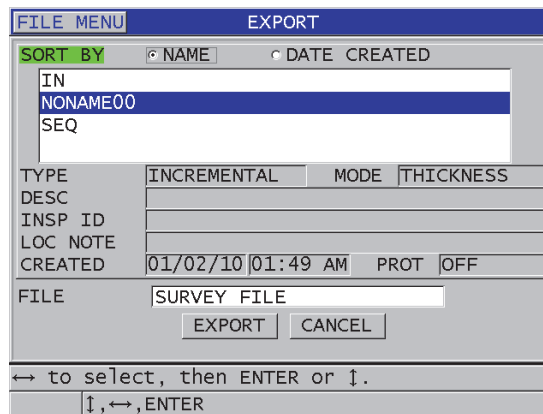 FILE MENU EXPORT
SORT BY NAME DATE CREATED
IN
NONAME00
SEQ
TYPE INCREMENTAL MODE THICKNESS
DESC
INSP ID
LOC NOTE
CREATED 01/02/10 01:49 AM PROT OFF
FILE SURVEY FILE
EXPORT CANCEL
↔ to select, then ENTER or ↕.
↕,↔,ENTER